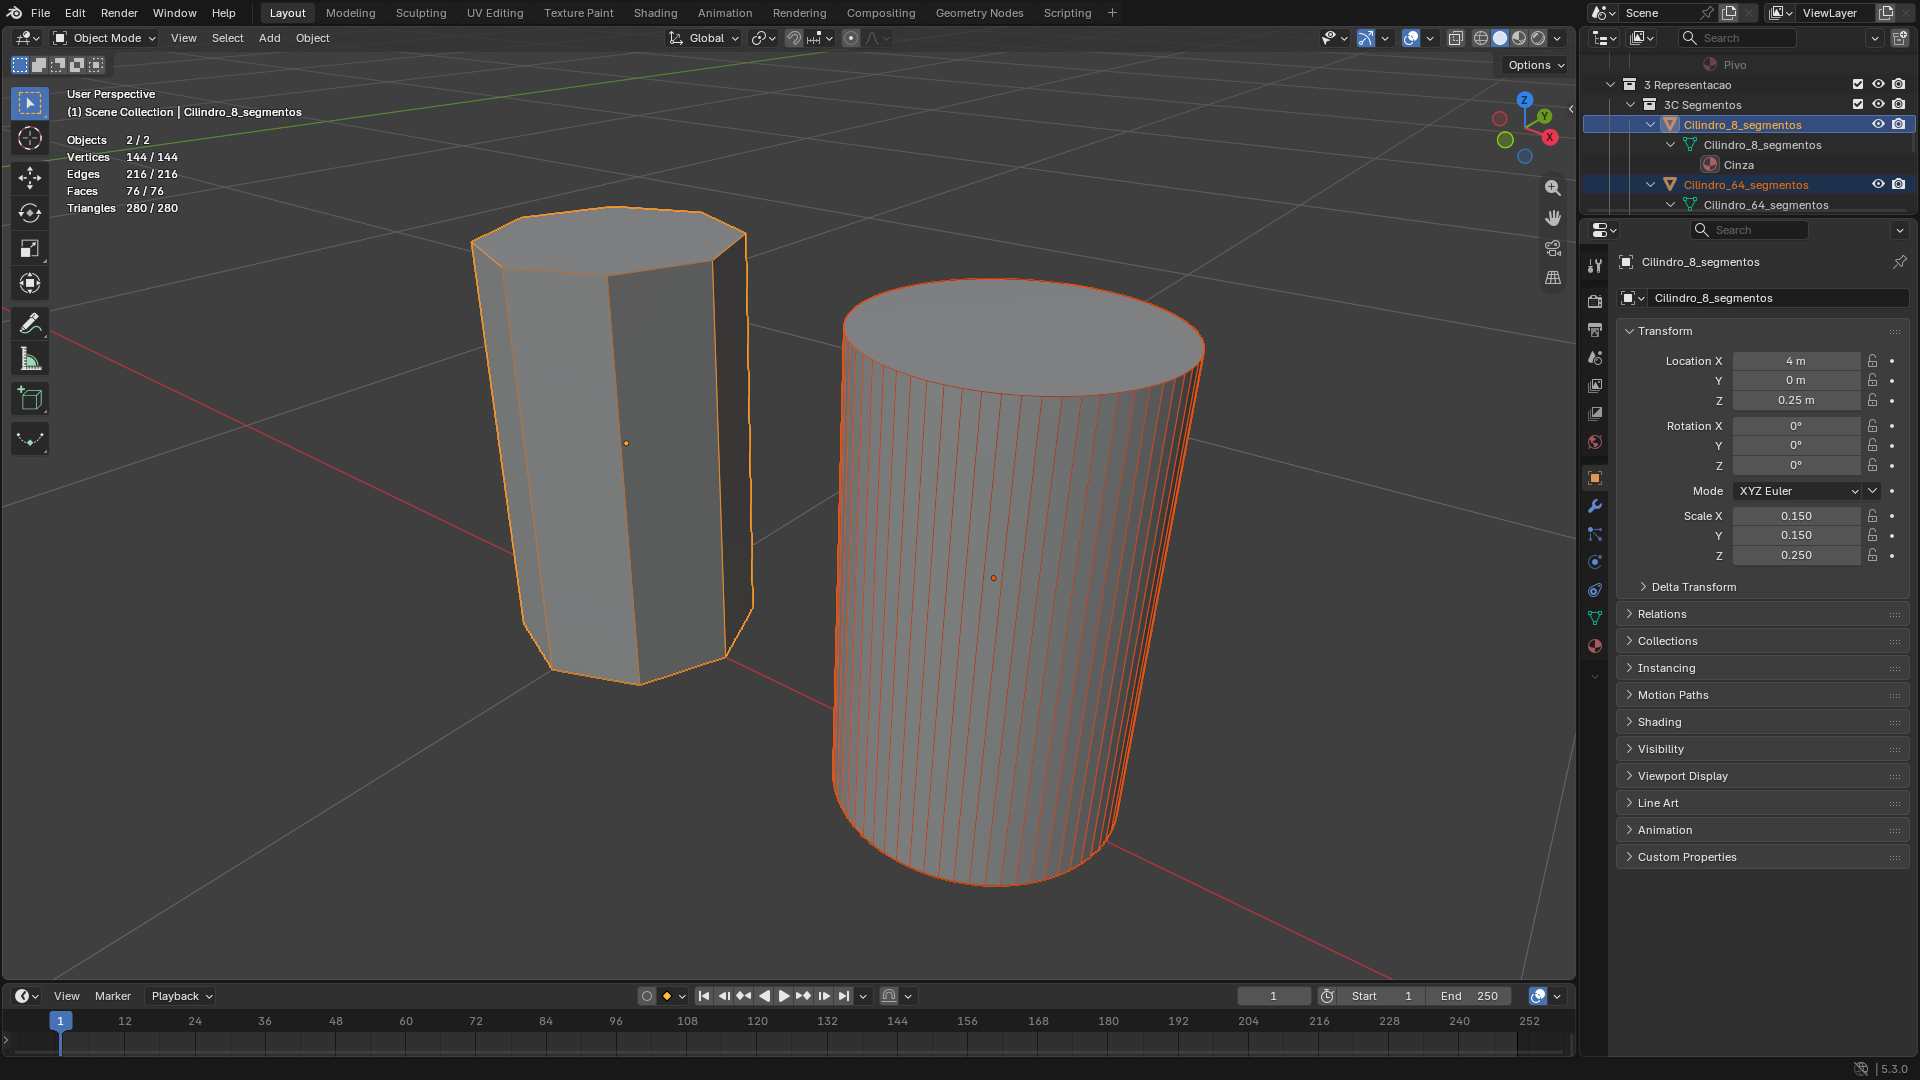 File Edit Render Window Help Layout Modeling Sculpting UV Editing Texture Paint Shading Animation Rendering Compositing Geometry Nodes Scripting + Scene ViewLayer
Object Mode View Select Add Object Global Search
Options
User Perspective
(1) Scene Collection | Cilindro_8_segmentos
Objects 2 / 2
Vertices 144 / 144
Edges 216 / 216
Faces 76 / 76
Triangles 280 / 280
Z
Y
X
Pivo
3 Representacao
3C Segmentos
Cilindro_8_segmentos
Cilindro_8_segmentos
Cinza
Cilindro_64_segmentos
Cilindro_64_segmentos
Search
Cilindro_8_segmentos
Cilindro_8_segmentos
Transform
Location X 4 m
Y 0 m
Z 0.25 m
Rotation X 0°
Y 0°
Z 0°
Mode XYZ Euler
Scale X 0.150
Y 0.150
Z 0.250
Delta Transform
Relations
Collections
Instancing
Motion Paths
Shading
Visibility
Viewport Display
Line Art
Animation
Custom Properties
View Marker Playback 1 Start 1 End 250
1 12 24 36 48 60 72 84 96 108 120 132 144 156 168 180 192 204 216 228 240 252
5.3.0